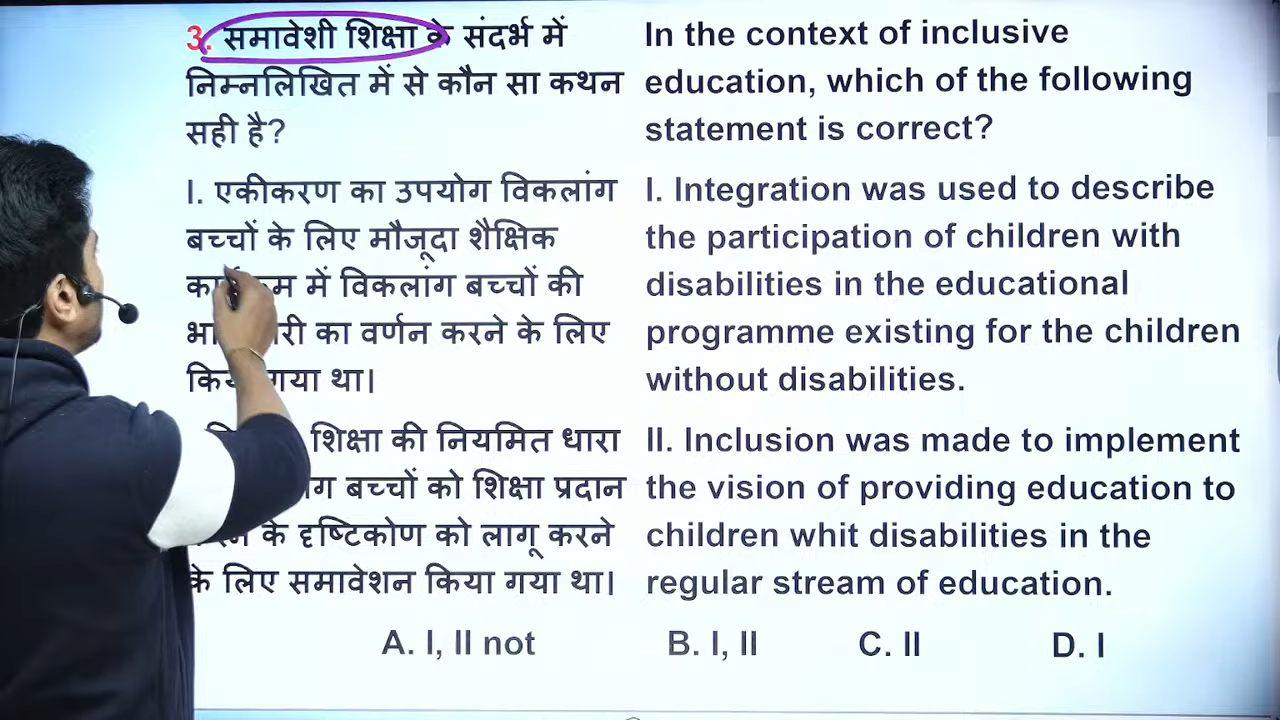 3. समावेशी शिक्षा के संदर्भ में
निम्नलिखित में से कौन सा कथन
सही है?
I. एकीकरण का उपयोग विकलांग
बच्चों के लिए मौजूदा शैक्षिक
में विकलांग बच्चों की
का वर्णन करने के लिए
गया था।
शिक्षा की नियमित धारा
बच्चों को शिक्षा प्रदान
के दृष्टिकोण को लागू करने
के लिए समावेशन किया गया था।
In the context of inclusive
education, which of the following
statement is correct?
I. Integration was used to describe
the participation of children with
disabilities in the educational
programme existing for the children
without disabilities.
II. Inclusion was made to implement
the vision of providing education to
children whit disabilities in the
regular stream of education.
A. I, II not B. I, II C. II D. I